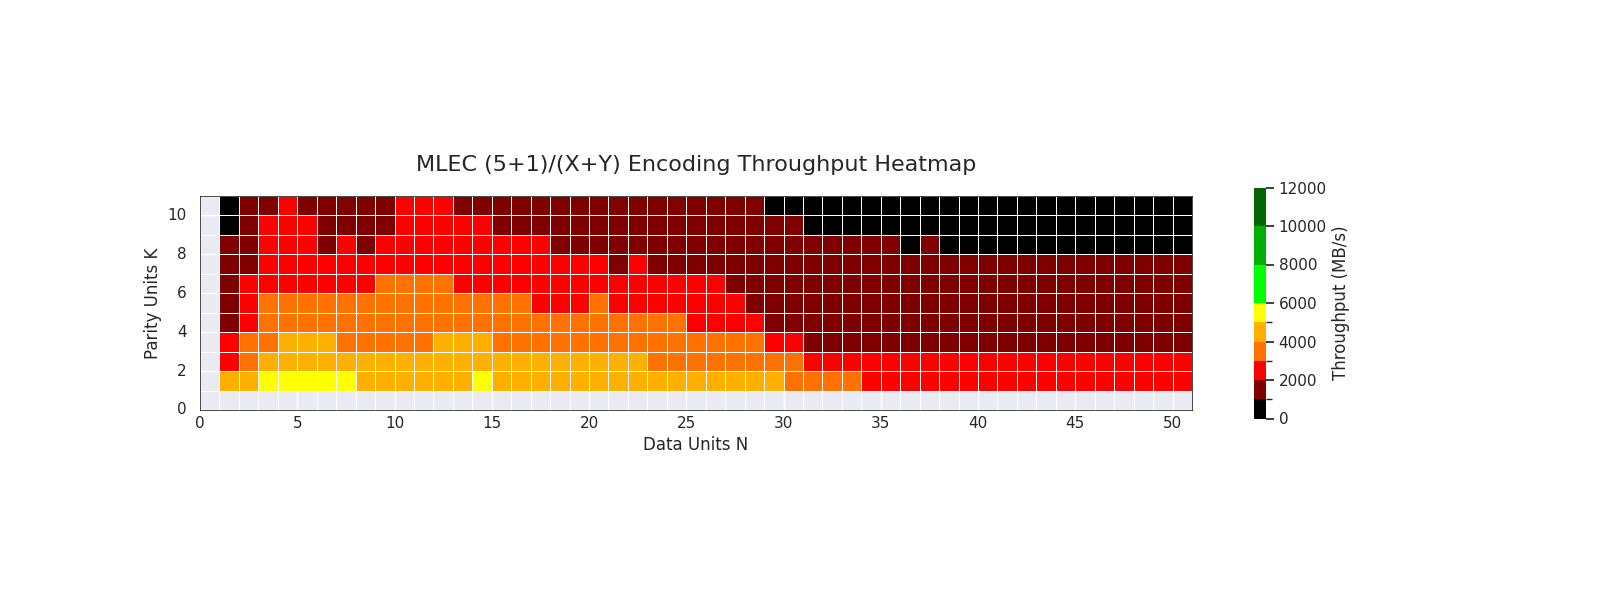 MLEC (5+1)/(X+Y) Encoding Throughput Heatmap
Parity Units K
10
8
6
4
2
0
0 5 10 15 20 25 30 35 40 45 50
Data Units N
12000
10000
8000
6000
4000
2000
0
Throughput (MB/s)